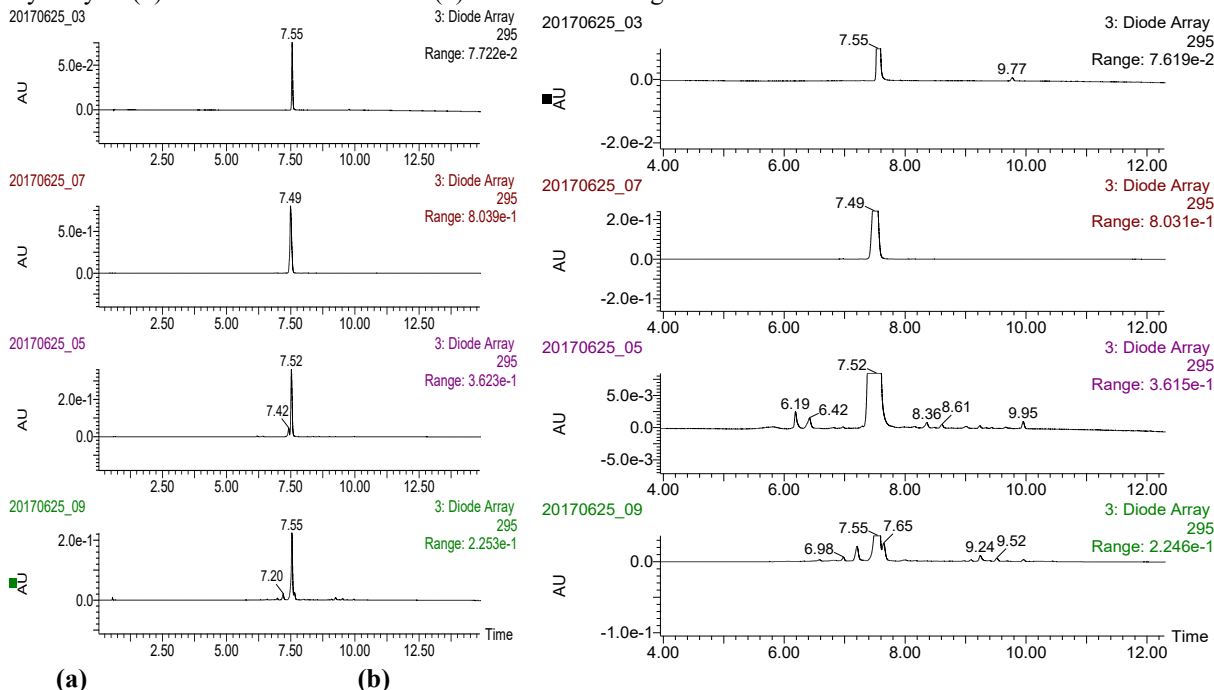 20170625_03
3: Diode Array
295
Range: 7.722e-2
7.55
5.0e-2
0.0
AU
2.50 5.00 7.50 10.00 12.50
20170625_07
3: Diode Array
295
Range: 8.039e-1
7.49
5.0e-1
0.0
AU
2.50 5.00 7.50 10.00 12.50
20170625_05
3: Diode Array
295
Range: 3.623e-1
7.52
7.42
2.0e-1
0.0
AU
2.50 5.00 7.50 10.00 12.50
20170625_09
3: Diode Array
295
Range: 2.253e-1
7.55
7.20
2.0e-1
0.0
AU
Time
2.50 5.00 7.50 10.00 12.50
(a)
20170625_03
3: Diode Array
295
Range: 7.619e-2
7.55
9.77
0.0
-2.0e-2
AU
4.00 6.00 8.00 10.00 12.00
20170625_07
3: Diode Array
295
Range: 8.031e-1
7.49
2.0e-1
0.0
-2.0e-1
AU
4.00 6.00 8.00 10.00 12.00
20170625_05
3: Diode Array
295
Range: 3.615e-1
7.52
6.19 6.42 8.36 8.61 9.95
5.0e-3
0.0
-5.0e-3
AU
4.00 6.00 8.00 10.00 12.00
20170625_09
3: Diode Array
295
Range: 2.246e-1
7.55 7.65
6.98 9.24 9.52
0.0
-1.0e-1
AU
Time
4.00 6.00 8.00 10.00 12.00
(b)